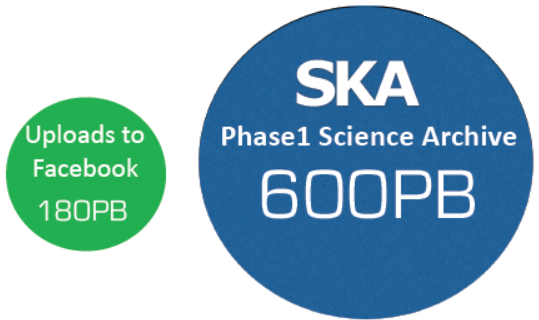 Uploads to
Facebook
180PB
SKA
Phase1 Science Archive
600PB